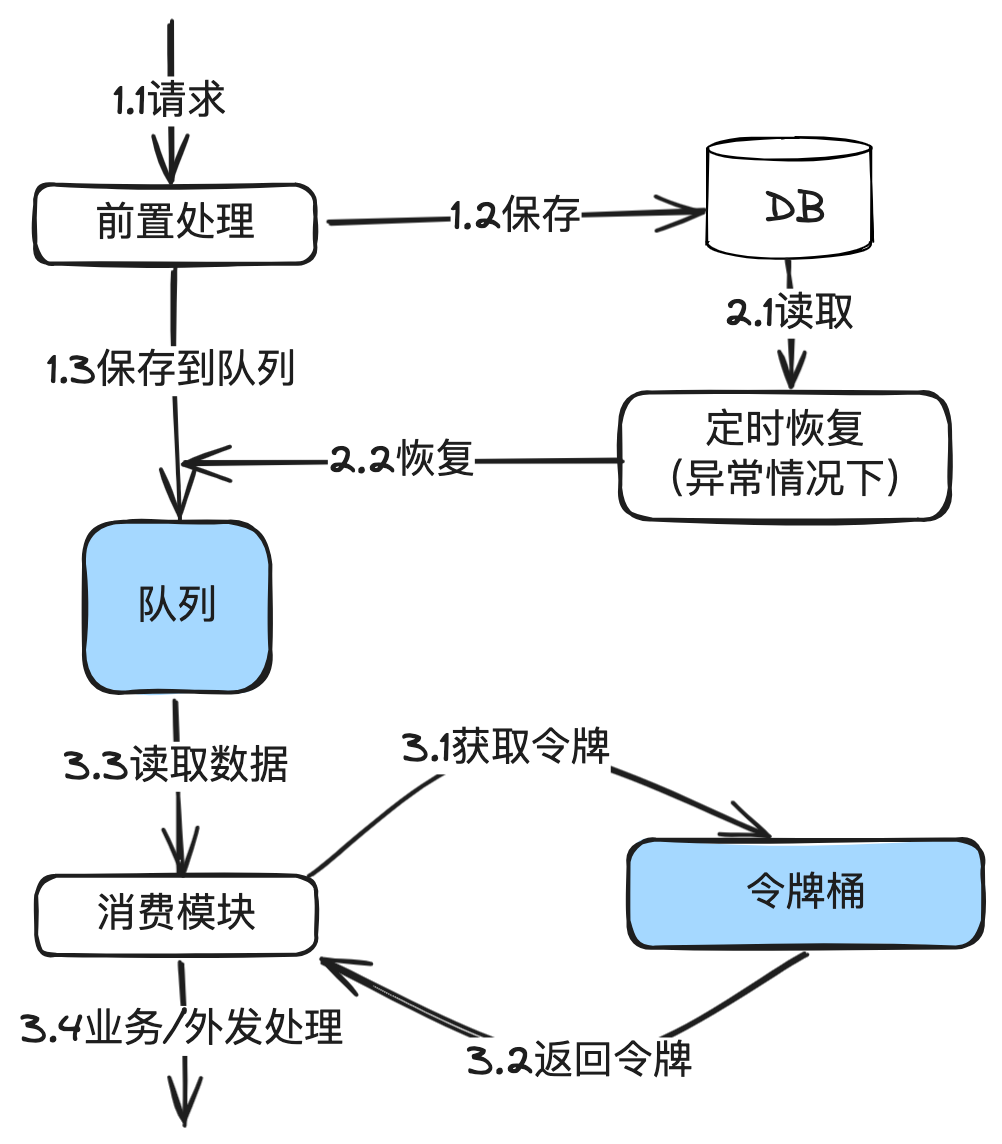 1.1请求
前置处理
1.2保存
DB
2.1读取
1.3保存到队列
定时恢复
(异常情况下)
2.2恢复
队列
3.3读取数据
3.1获取令牌
令牌桶
消费模块
3.4业务/外发处理
3.2返回令牌